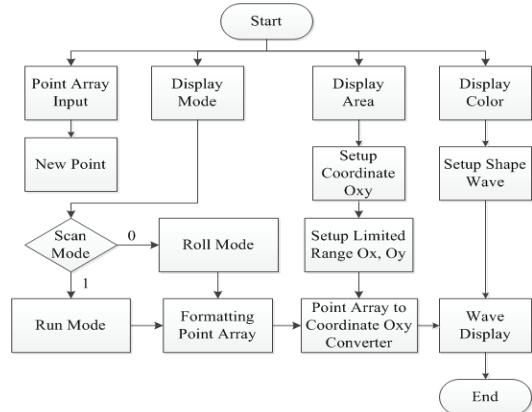 Start
Point Array
Input
Display
Mode
Display
Area
Display
Color
New Point
Setup
Coordinate
Oxy
Setup Shape
Wave
Scan
Mode
0
Roll Mode
Setup Limited
Range Ox, Oy
1
Run Mode
Formatting
Point Array
Point Array to
Coordinate Oxy
Converter
Wave
Display
End